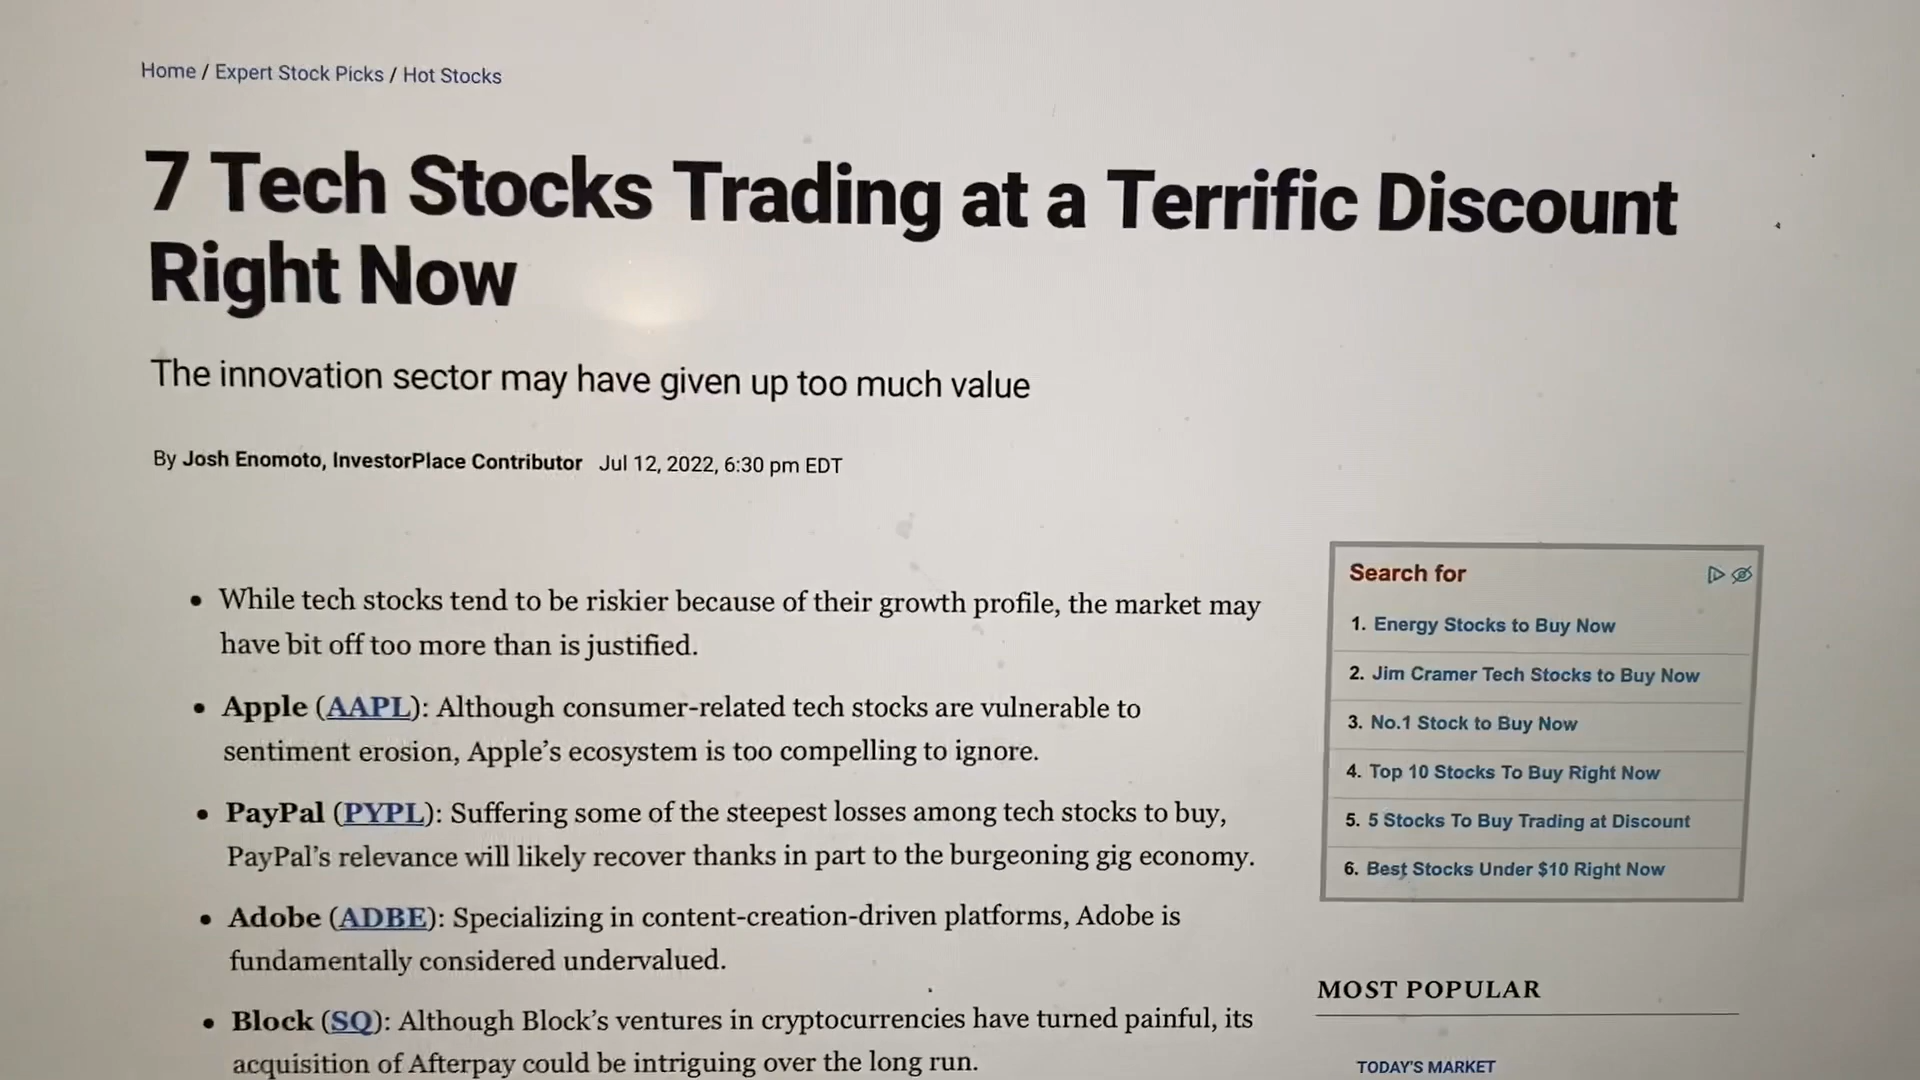 Home / Expert Stock Picks / Hot Stocks
7 Tech Stocks Trading at a Terrific Discount
Right Now
The innovation sector may have given up too much value
By Josh Enomoto, InvestorPlace Contributor Jul 12, 2022, 6:30 pm EDT
• While tech stocks tend to be riskier because of their growth profile, the market may
have bit off too more than is justified.
• Apple (AAPL): Although consumer-related tech stocks are vulnerable to
sentiment erosion, Apple’s ecosystem is too compelling to ignore.
• PayPal (PYPL): Suffering some of the steepest losses among tech stocks to buy,
PayPal’s relevance will likely recover thanks in part to the burgeoning gig economy.
• Adobe (ADBE): Specializing in content-creation-driven platforms, Adobe is
fundamentally considered undervalued.
• Block (SQ): Although Block’s ventures in cryptocurrencies have turned painful, its
acquisition of Afterpay could be intriguing over the long run.
Search for
1. Energy Stocks to Buy Now
2. Jim Cramer Tech Stocks to Buy Now
3. No.1 Stock to Buy Now
4. Top 10 Stocks To Buy Right Now
5. 5 Stocks To Buy Trading at Discount
6. Best Stocks Under $10 Right Now
MOST POPULAR
TODAY'S MARKET